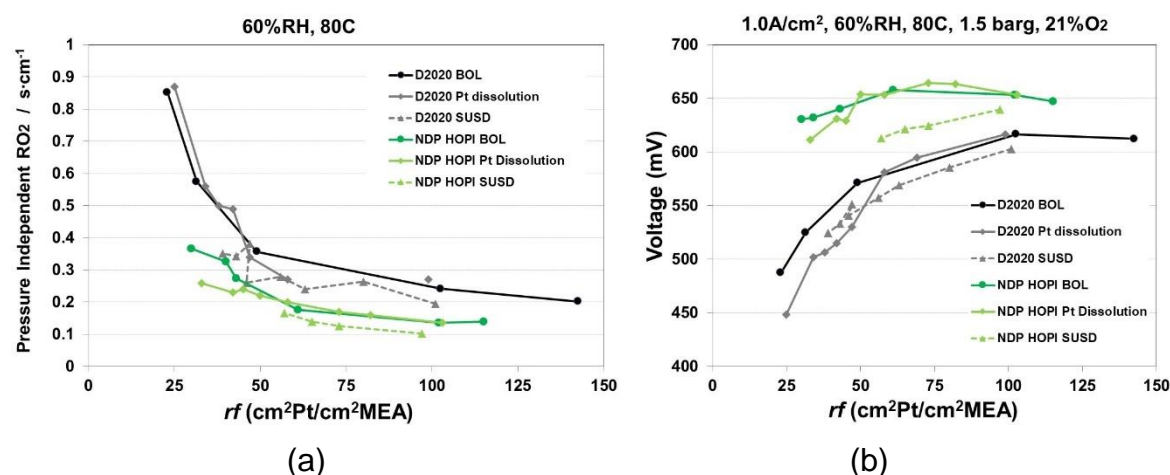 60%RH, 80C
Pressure Independent RO2 / s·cm-1
1
0.9
0.8
0.7
0.6
0.5
0.4
0.3
0.2
0.1
0
D2020 BOL
D2020 Pt dissolution
D2020 SUSD
NDP HOPI BOL
NDP HOPI Pt Dissolution
NDP HOPI SUSD
0 25 50 75 100 125 150
rf (cm²Pt/cm²MEA)
(a)
1.0A/cm², 60%RH, 80C, 1.5 barg, 21%O₂
Voltage (mV)
700
650
600
550
500
450
400
D2020 BOL
D2020 Pt dissolution
D2020 SUSD
NDP HOPI BOL
NDP HOPI Pt Dissolution
NDP HOPI SUSD
0 25 50 75 100 125 150
rf (cm²Pt/cm²MEA)
(b)